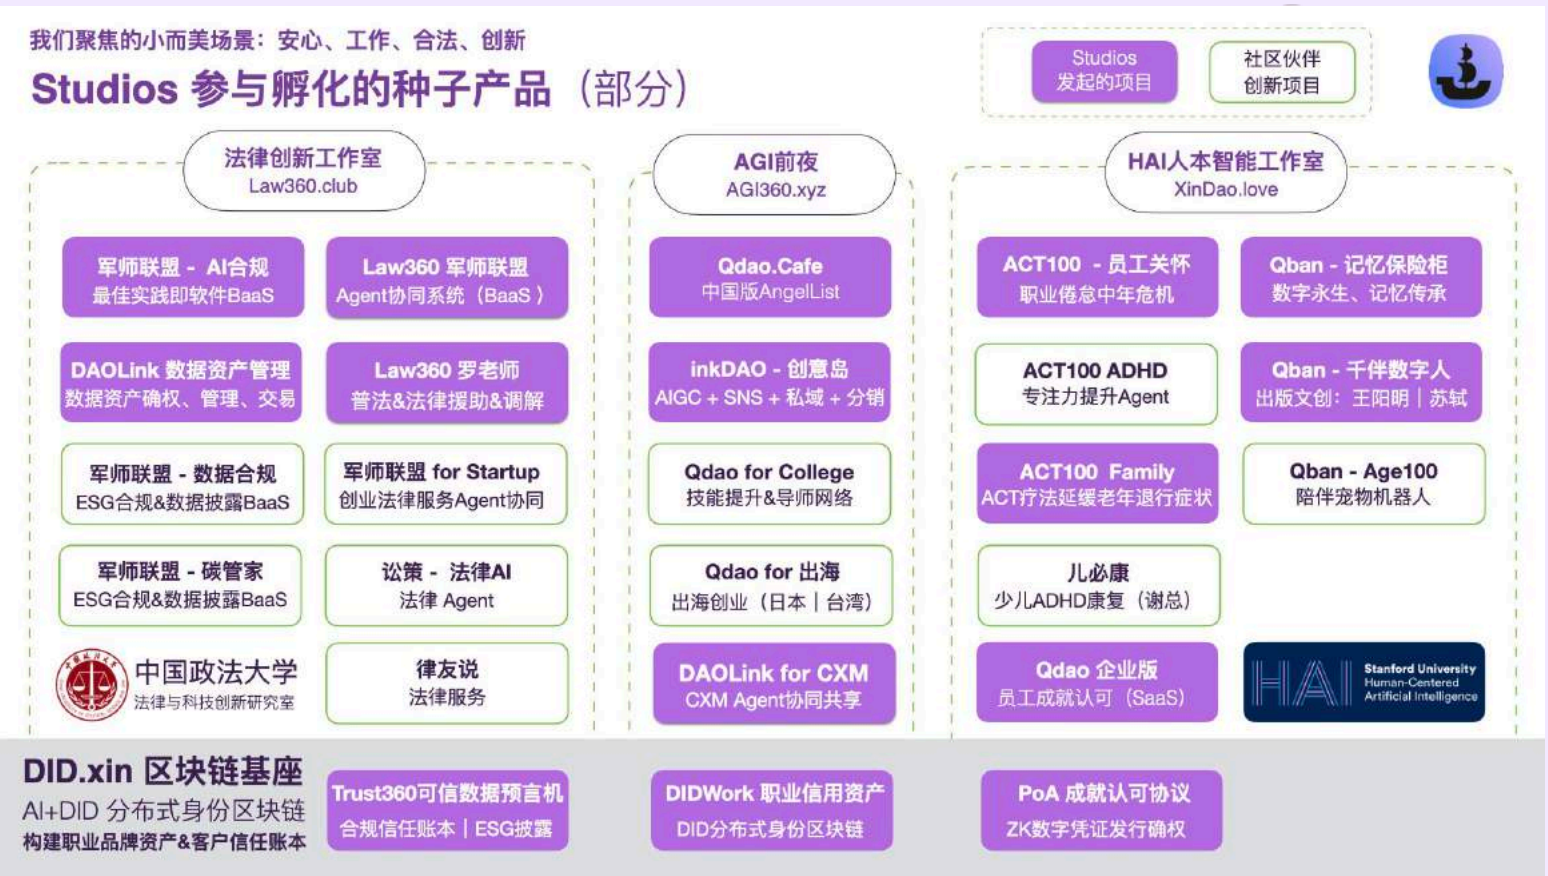 我们聚焦的小而美场景：安心、工作、合法、创新
Studios 参与孵化的种子产品（部分）
Studios
发起的项目
社区伙伴
创新项目
法律创新工作室
Law360.club
军师联盟 - AI合规
最佳实践即软件BaaS
Law360 军师联盟
Agent协同系统（BaaS ）
DAOLink 数据资产管理
数据资产确权、管理、交易
Law360 罗老师
普法&法律援助&调解
军师联盟 - 数据合规
ESG合规&数据披露BaaS
军师联盟 for Startup
创业法律服务Agent协同
军师联盟 - 碳管家
ESG合规&数据披露BaaS
讼策 - 法律AI
法律 Agent
中国政法大学
法律与科技创新研究室
律友说
法律服务
AGI前夜
AGI360.xyz
Qdao.Cafe
中国版AngelList
inkDAO - 创意岛
AIGC + SNS + 私域 + 分销
Qdao for College
技能提升&导师网络
Qdao for 出海
出海创业（日本｜台湾）
DAOLink for CXM
CXM Agent协同共享
HAI人本智能工作室
XinDao.love
ACT100 - 员工关怀
职业倦怠中年危机
Qban - 记忆保险柜
数字永生、记忆传承
ACT100 ADHD
专注力提升Agent
Qban - 千伴数字人
出版文创：王阳明｜苏轼
ACT100 Family
ACT疗法延缓老年退行症状
Qban - Age100
陪伴宠物机器人
儿必康
少儿ADHD康复（谢总）
Qdao 企业版
员工成就认可（SaaS）
HAI
Stanford University
Human-Centered
Artificial Intelligence
DID.xin 区块链基座
AI+DID 分布式身份区块链
构建职业品牌资产&客户信任账本
Trust360可信数据预言机
合规信任账本｜ESG披露
DIDWork 职业信用资产
DID分布式身份区块链
PoA 成就认可协议
ZK数字凭证发行确权